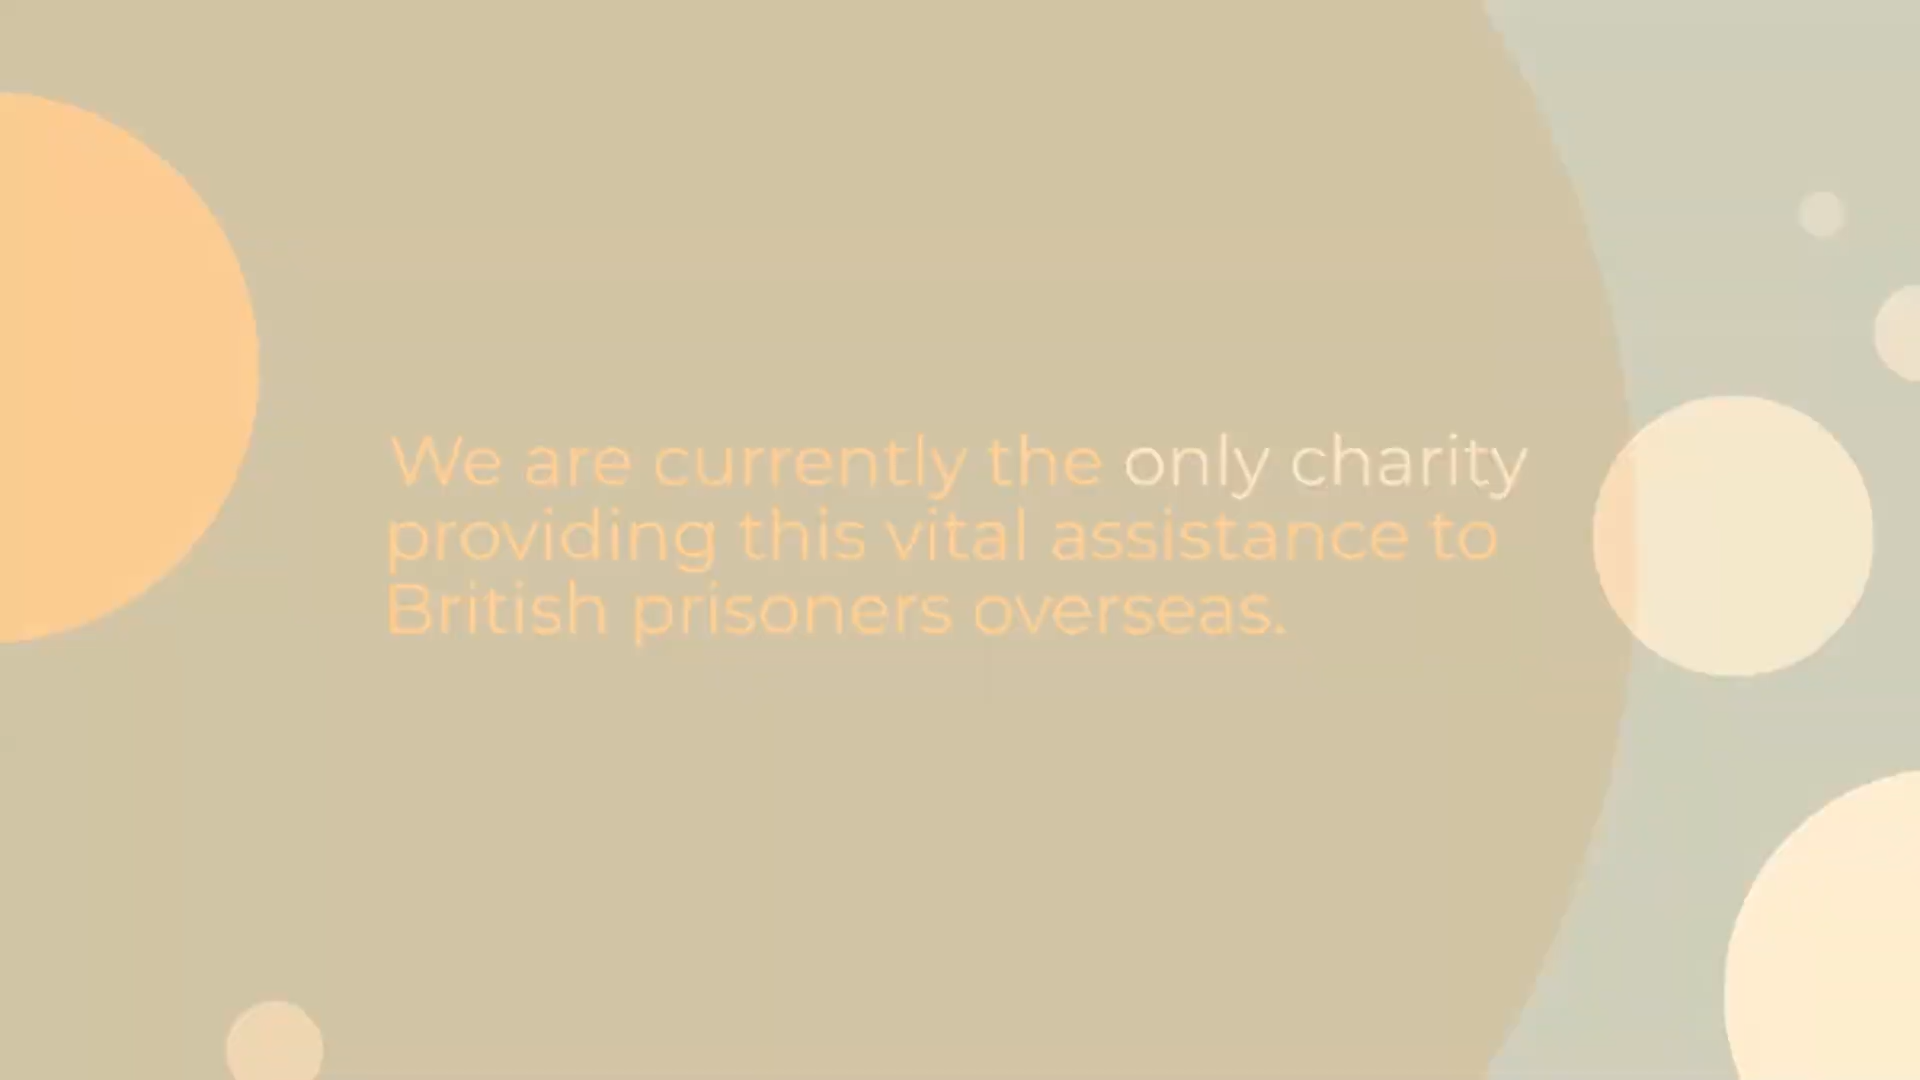 We are currently the only charity
providing this vital assistance to
British prisoners overseas.